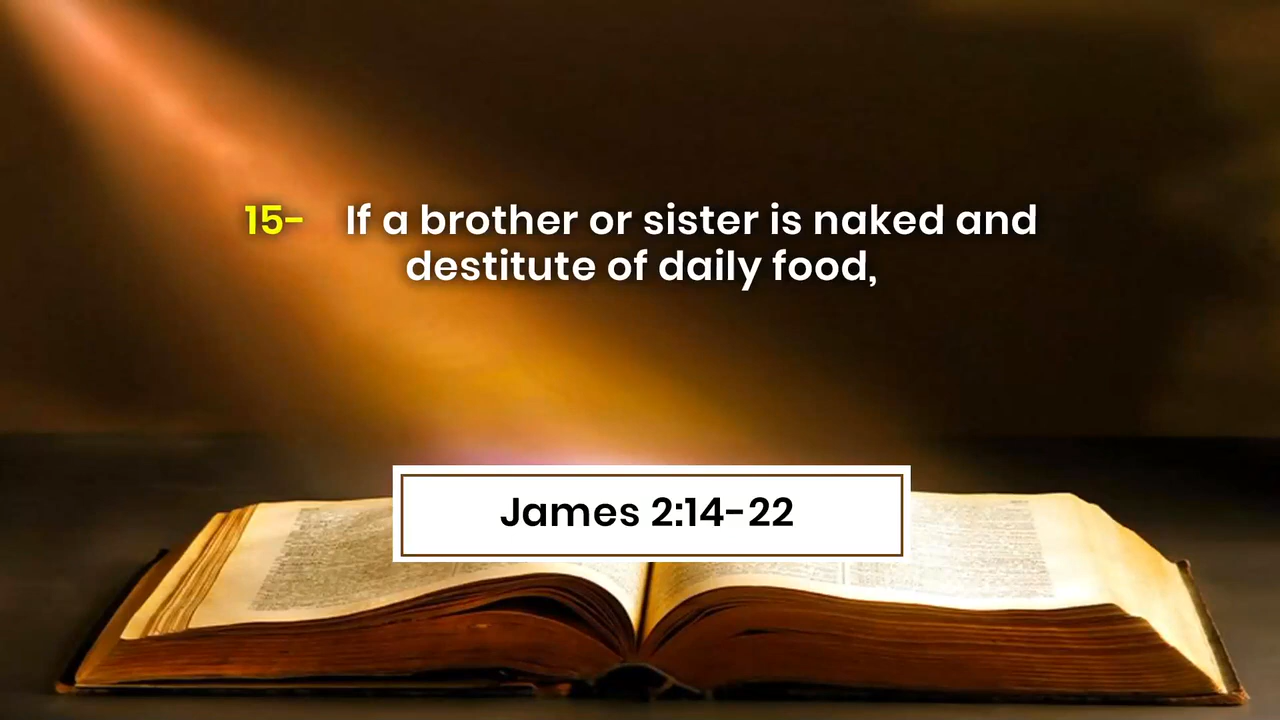 15- If a brother or sister is naked and
destitute of daily food,
James 2:14-22